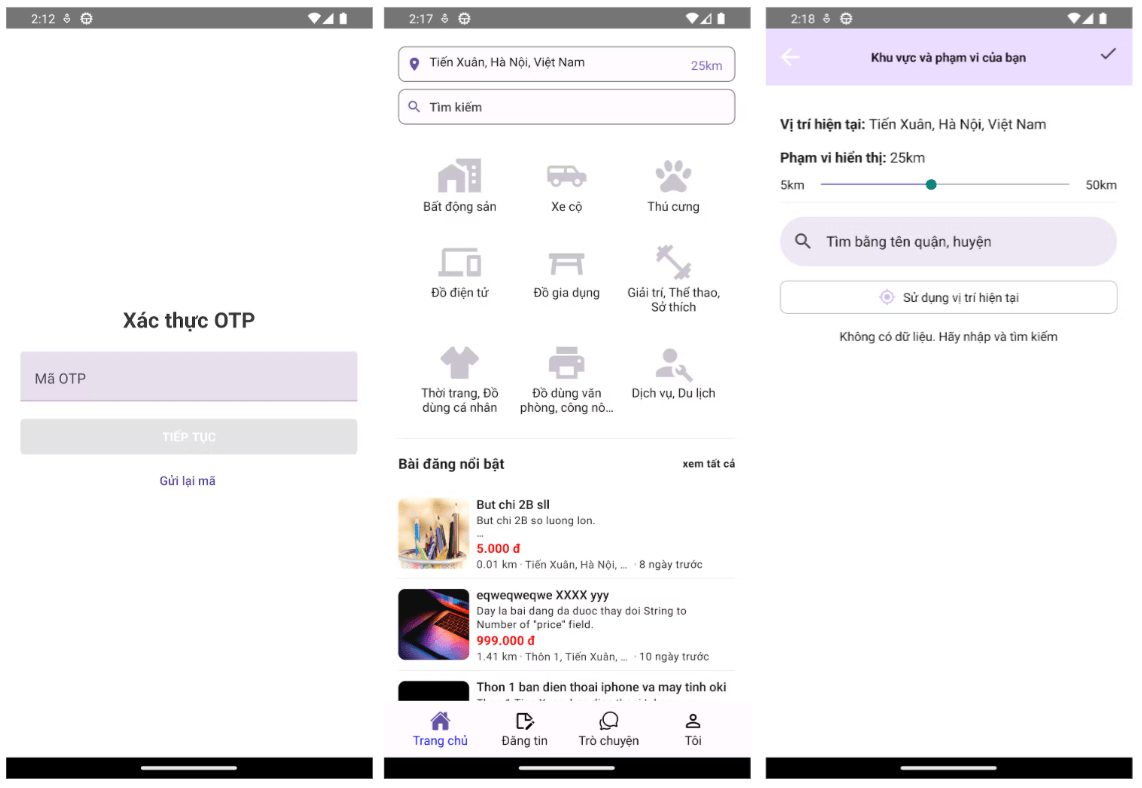 2:12
Xác thực OTP
Mã OTP
TIẾP TỤC
Gửi lại mã
2:17
Tiến Xuân, Hà Nội, Việt Nam
25km
Tìm kiếm
Bất động sản
Xe cộ
Thú cưng
Đồ điện tử
Đồ gia dụng
Giải trí, Thể thao,
Sở thích
Thời trang, Đồ
dùng cá nhân
Đồ dùng văn
phòng, công nô...
Dịch vụ, Du lịch
Bài đăng nổi bật
xem tất cả
But chi 2B sll
But chi 2B so luong lon.
...
5.000 đ
0.01 km · Tiến Xuân, Hà Nội, ... · 8 ngày trước
eqweqweqwe XXXX yyy
Day la bai dang da duoc thay doi String to
Number of "price" field.
999.000 đ
1.41 km · Thôn 1, Tiến Xuân, ... · 10 ngày trước
Thon 1 ban dien thoai iphone va may tinh oki
Trang chủ
Đăng tin
Trò chuyện
Tôi
2:18
Khu vực và phạm vi của bạn
Vị trí hiện tại: Tiến Xuân, Hà Nội, Việt Nam
Phạm vi hiển thị: 25km
5km
50km
Tìm bằng tên quận, huyện
Sử dụng vị trí hiện tại
Không có dữ liệu. Hãy nhập và tìm kiếm